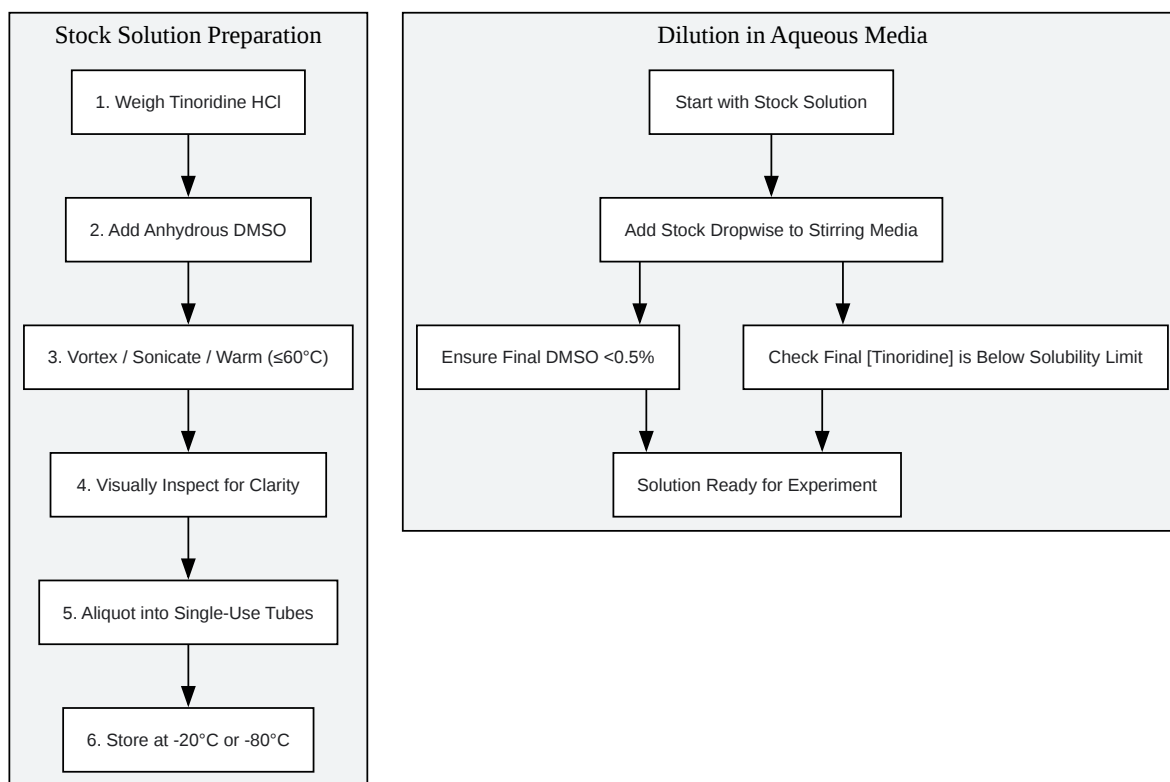 Stock Solution Preparation
1. Weigh Tinoridine HCl
2. Add Anhydrous DMSO
3. Vortex / Sonicate / Warm (≤60°C)
4. Visually Inspect for Clarity
5. Aliquot into Single-Use Tubes
6. Store at -20°C or -80°C
Dilution in Aqueous Media
Start with Stock Solution
Add Stock Dropwise to Stirring Media
Ensure Final DMSO <0.5%
Check Final [Tinoridine] is Below Solubility Limit
Solution Ready for Experiment